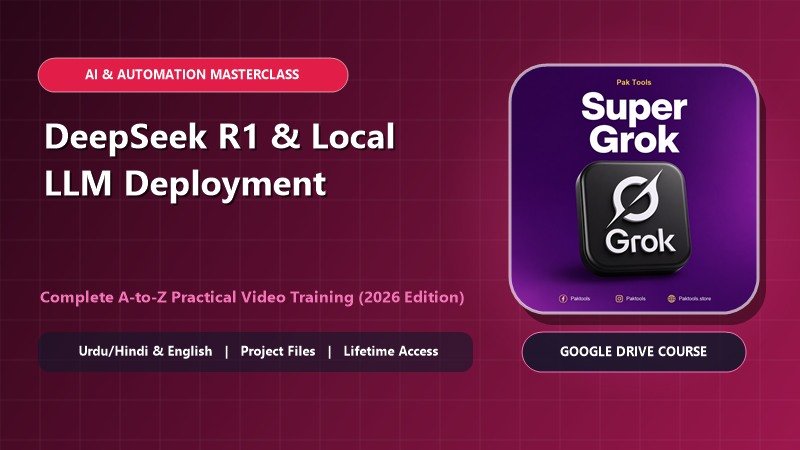 AI & AUTOMATION MASTERCLASS
DeepSeek R1 & Local
LLM Deployment
Complete A-to-Z Practical Video Training (2026 Edition)
Urdu/Hindi & English | Project Files | Lifetime Access
Pak Tools
Super
Grok
Grok
Paktools
Paktools
Paktools.store
GOOGLE DRIVE COURSE